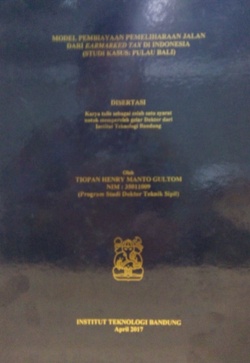 MODEL PEMBIAYAAN PEMELIHARAAN JALAN
DARI EARMARKED TAX DI INDONESIA
(STUDI KASUS: PULAU BALI)
DISERTASI
Karya tulis sebagai salah satu syarat
untuk memperoleh gelar Doktor dari
Institut Teknologi Bandung
Oleh
TIOPAN HENRY MANTO GULTOM
NIM : 35011009
(Program Studi Doktor Teknik Sipil)
INSTITUT TEKNOLOGI BANDUNG
April 2017